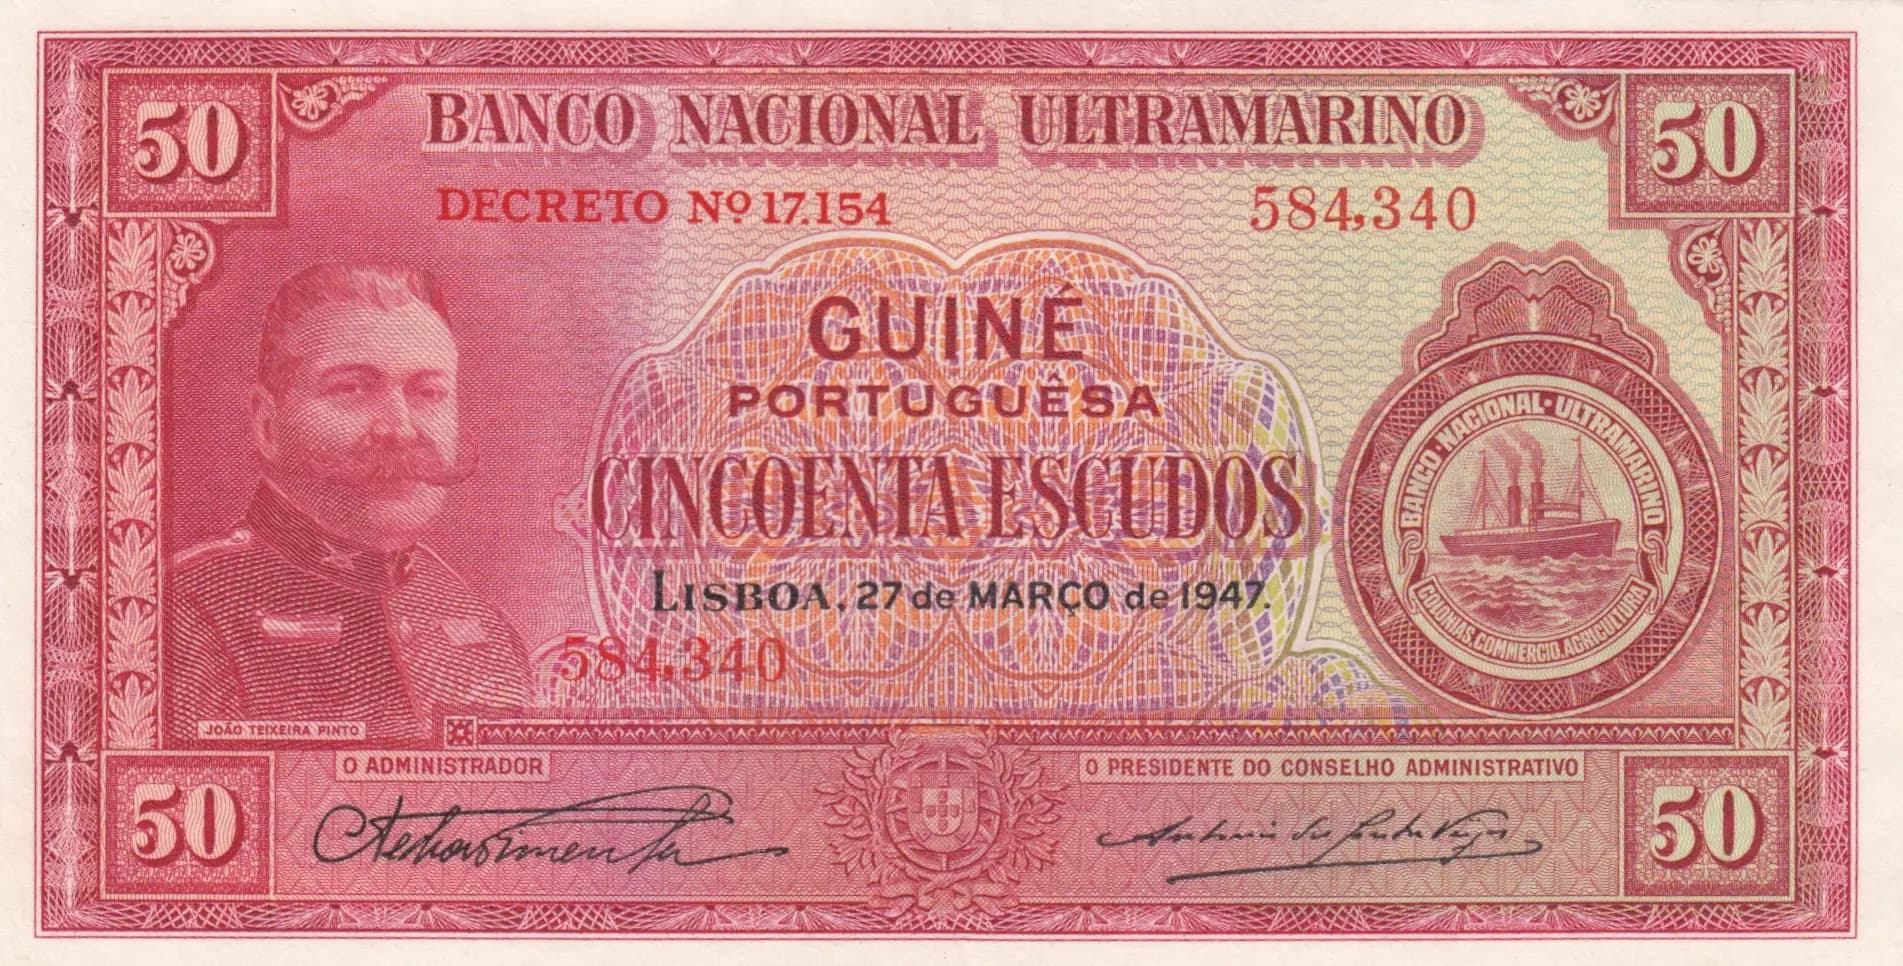 50
BANCO NACIONAL ULTRAMARINO
50
DECRETO Nº 17.154
584,340
GUINÉ
PORTUGUÊSA
CINCOENTA ESCUDOS
BANCO·NACIONAL·ULTRAMARINO
COLONIAS, COMMERCIO, AGRICULTURA
LISBOA, 27 de MARÇO de 1947.
584,340
JOÃO TEIXEIRA PINTO
O ADMINISTRADOR
O PRESIDENTE DO CONSELHO ADMINISTRATIVO
50
50